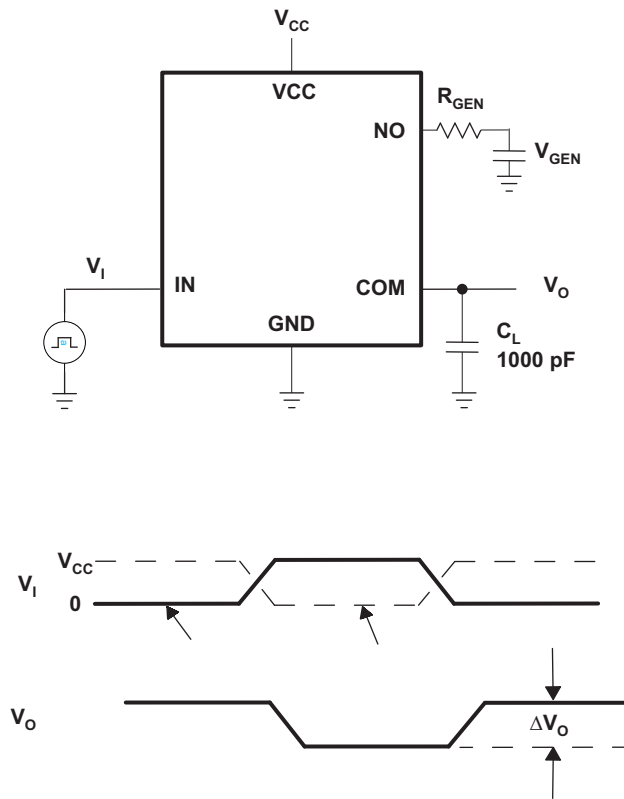 VCC
VCC
RGEN
NO
VGEN
VI
IN
COM
VO
GND
CL
1000 pF
VCC
VI
0
VO
ΔVO